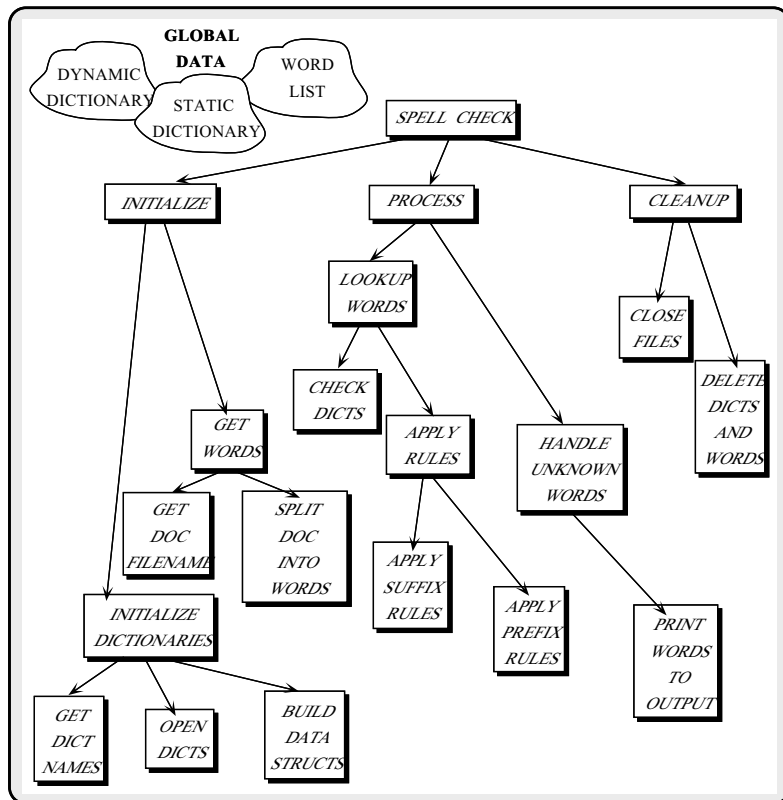 GLOBAL
DATA
DYNAMIC
DICTIONARY
STATIC
DICTIONARY
WORD
LIST
SPELL CHECK
INITIALIZE
PROCESS
CLEANUP
LOOKUP
WORDS
CLOSE
FILES
CHECK
DICTS
DELETE
DICTS
AND
WORDS
GET
WORDS
APPLY
RULES
HANDLE
UNKNOWN
WORDS
GET
DOC
FILENAME
SPLIT
DOC
INTO
WORDS
APPLY
SUFFIX
RULES
APPLY
PREFIX
RULES
INITIALIZE
DICTIONARIES
PRINT
WORDS
TO
OUTPUT
GET
DICT
NAMES
OPEN
DICTS
BUILD
DATA
STRUCTS